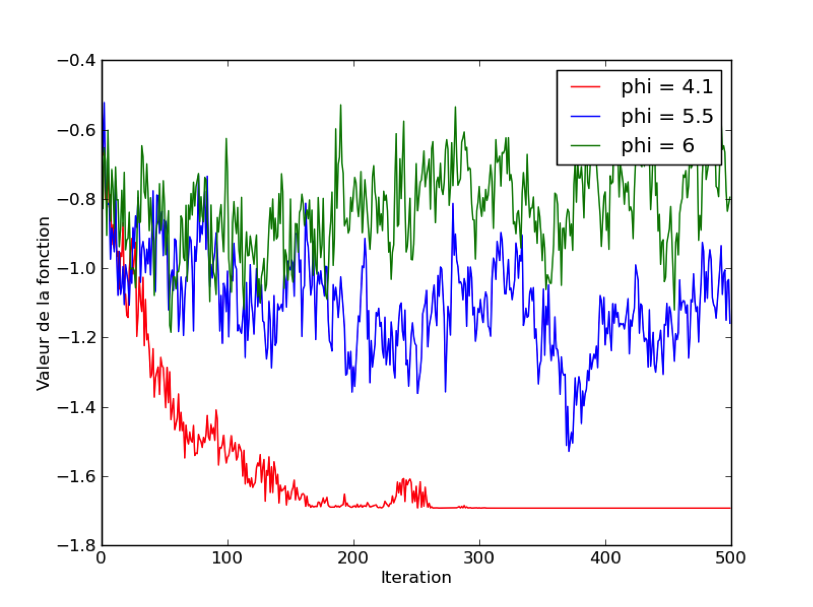 −0.4
−0.6
−0.8
−1.0
−1.2
−1.4
−1.6
−1.8
Valeur de la fonction
phi = 4.1
phi = 5.5
phi = 6
0 100 200 300 400 500
Iteration